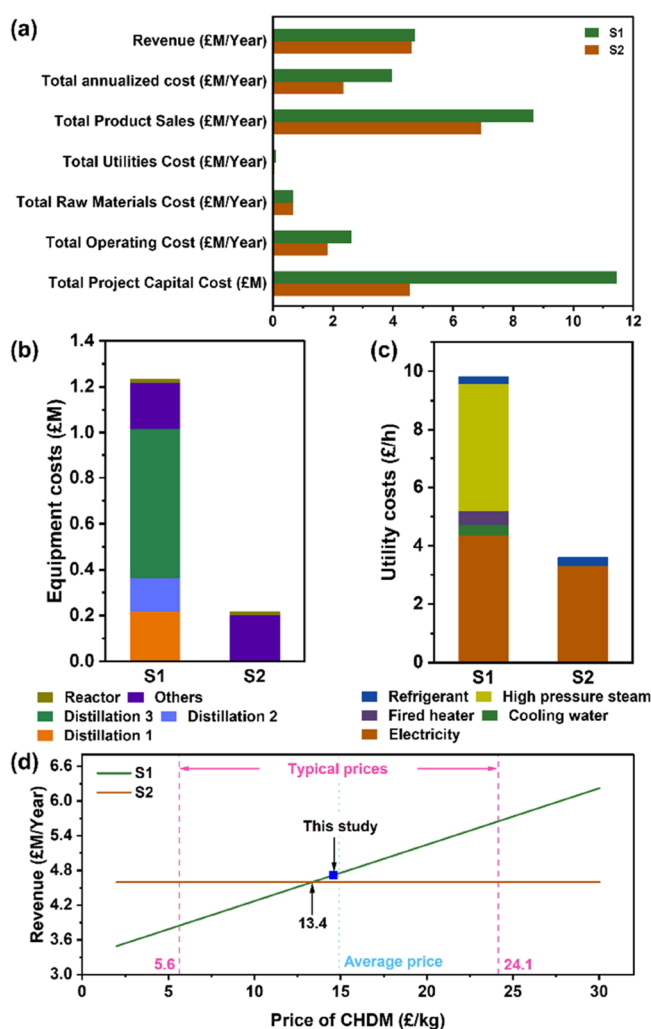 (a)
S1
S2
Revenue (£M/Year)
Total annualized cost (£M/Year)
Total Product Sales (£M/Year)
Total Utilities Cost (£M/Year)
Total Raw Materials Cost (£M/Year)
Total Operating Cost (£M/Year)
Total Project Capital Cost (£M)
0 2 4 6 8 10 12
(b)
Equipment costs (£M)
1.4
1.2
1.0
0.8
0.6
0.4
0.2
0.0
S1 S2
Reactor Others
Distillation 3 Distillation 2
Distillation 1
(c)
Utility costs (£/h)
10
8
6
4
2
0
S1 S2
Refrigerant High pressure steam
Fired heater Cooling water
Electricity
(d)
Revenue (£M/Year)
6.6
6.0
5.4
4.8
4.2
3.6
3.0
S1
S2
Typical prices
This study
13.4
5.6
Average price
24.1
0 5 10 15 20 25 30
Price of CHDM (£/kg)